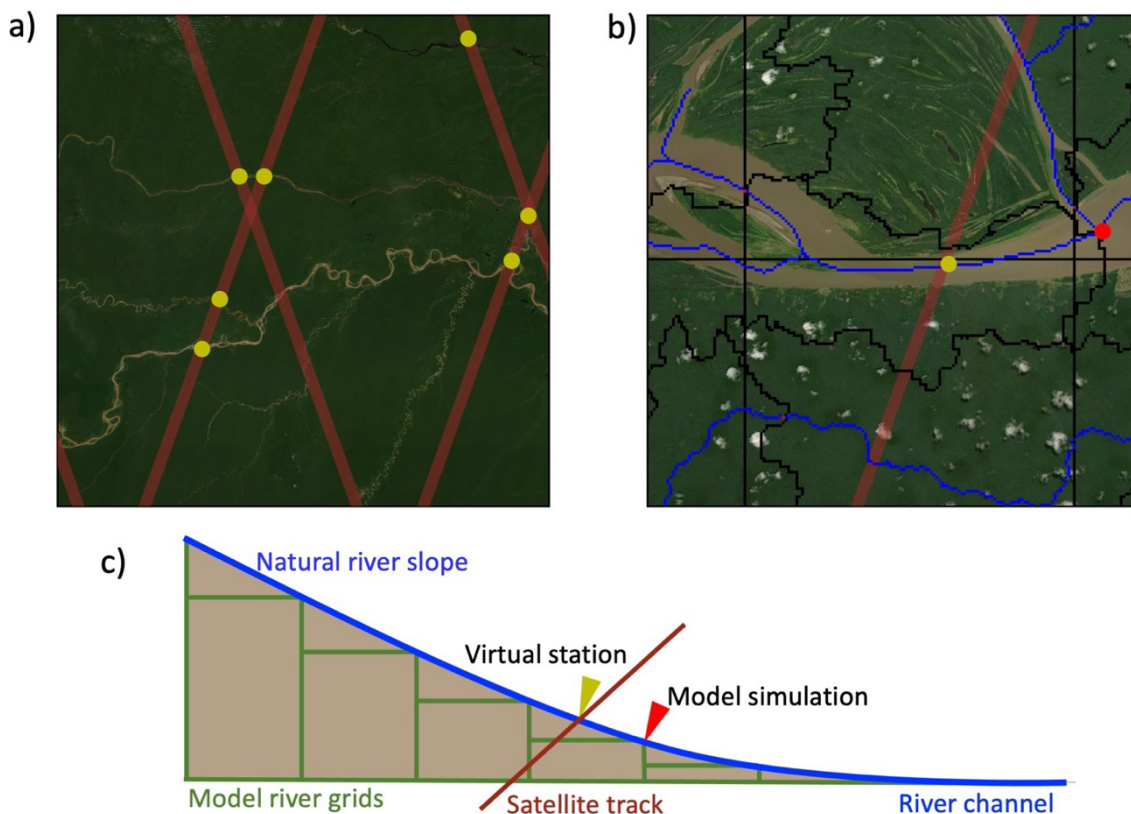 a)
b)
c)
Natural river slope
Virtual station
Model simulation
Model river grids
Satellite track
River channel